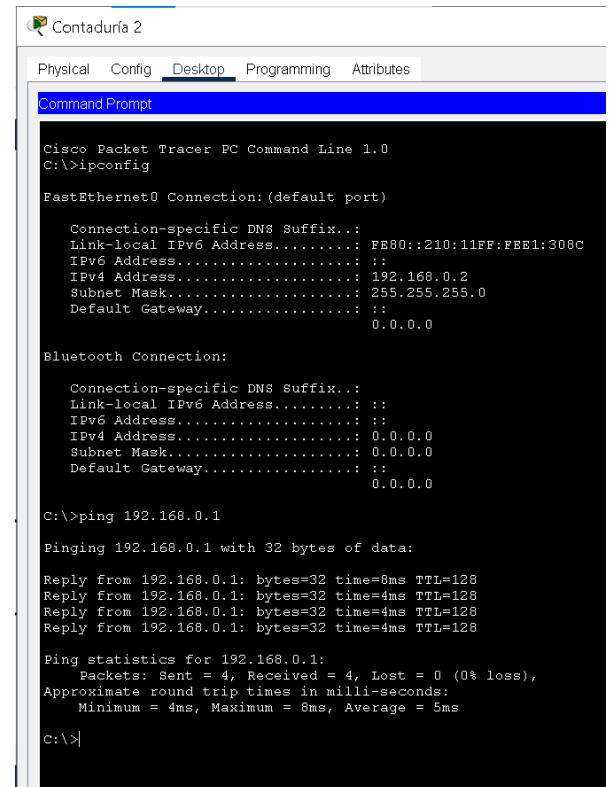 Contaduría 2
Physical Config Desktop Programming Attributes
Command Prompt
Cisco Packet Tracer PC Command Line 1.0
C:\>ipconfig
FastEthernet0 Connection:(default port)
Connection-specific DNS Suffix..:
Link-local IPv6 Address.........: FE80::210:11FF:FEE1:308C
IPv6 Address....................: ::
IPv4 Address....................: 192.168.0.2
Subnet Mask.....................: 255.255.255.0
Default Gateway.................: ::
0.0.0.0
Bluetooth Connection:
Connection-specific DNS Suffix..:
Link-local IPv6 Address.........: ::
IPv6 Address....................: ::
IPv4 Address....................: 0.0.0.0
Subnet Mask.....................: 0.0.0.0
Default Gateway.................: ::
0.0.0.0
C:\>ping 192.168.0.1
Pinging 192.168.0.1 with 32 bytes of data:
Reply from 192.168.0.1: bytes=32 time=8ms TTL=128
Reply from 192.168.0.1: bytes=32 time=4ms TTL=128
Reply from 192.168.0.1: bytes=32 time=4ms TTL=128
Reply from 192.168.0.1: bytes=32 time=4ms TTL=128
Ping statistics for 192.168.0.1:
Packets: Sent = 4, Received = 4, Lost = 0 (0% loss),
Approximate round trip times in milli-seconds:
Minimum = 4ms, Maximum = 8ms, Average = 5ms
C:\>